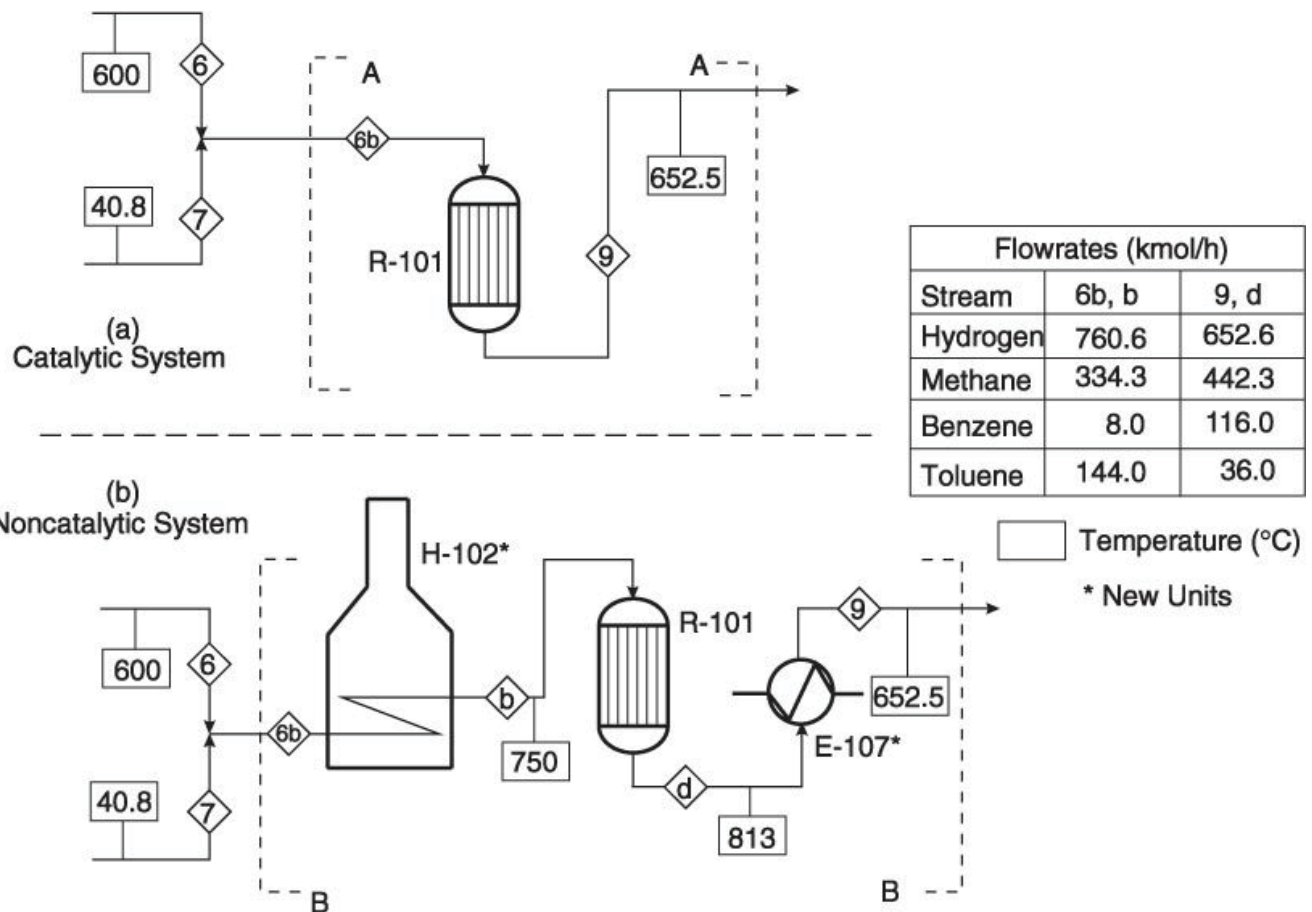 600
6
A
A
6b
40.8
7
652.5
R-101
9
(a)
Catalytic System
Flowrates (kmol/h)
Stream 6b, b 9, d
Hydrogen 760.6 652.6
Methane 334.3 442.3
Benzene 8.0 116.0
Toluene 144.0 36.0
Temperature (°C)
* New Units
(b)
Noncatalytic System
H-102*
600
6
R-101
9
6b
b
652.5
750
E-107*
40.8
7
d
813
B
B